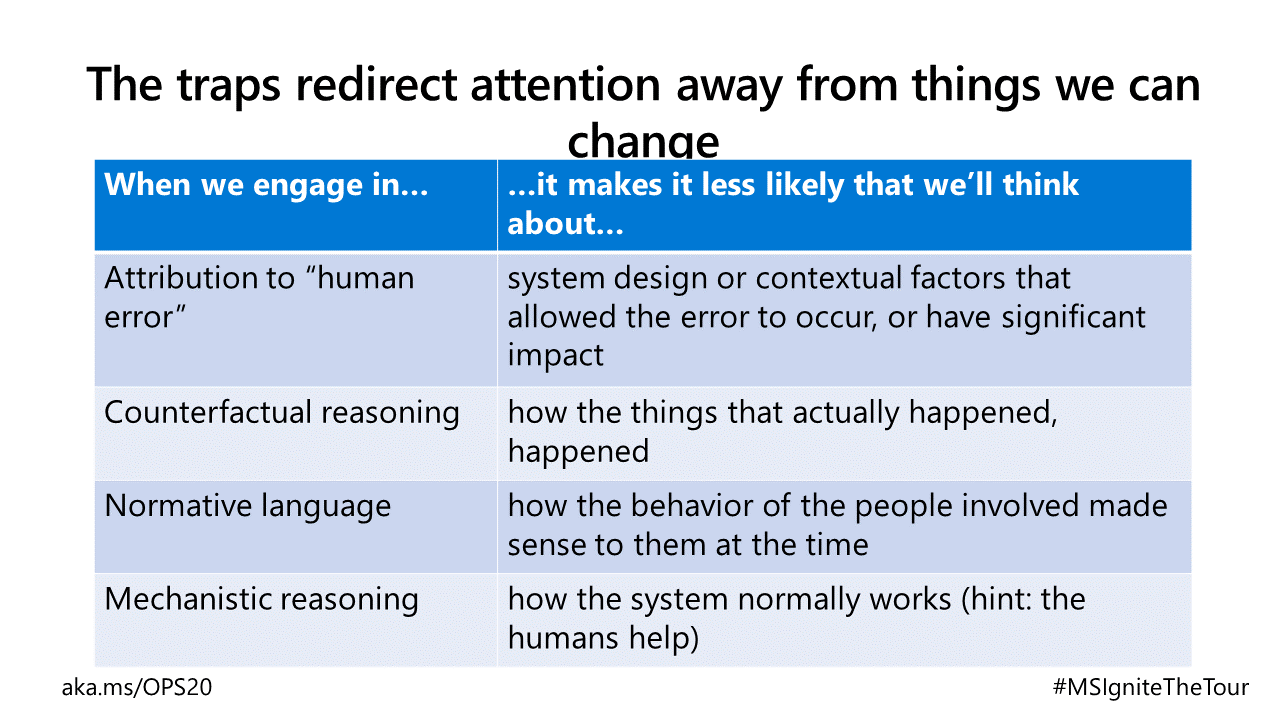 The traps redirect attention away from things we can
change
When we engage in…
…it makes it less likely that we’ll think
about…
Attribution to “human
error”
system design or contextual factors that
allowed the error to occur, or have significant
impact
Counterfactual reasoning
how the things that actually happened,
happened
Normative language
how the behavior of the people involved made
sense to them at the time
Mechanistic reasoning
how the system normally works (hint: the
humans help)
aka.ms/OPS20
#MSIgniteTheTour